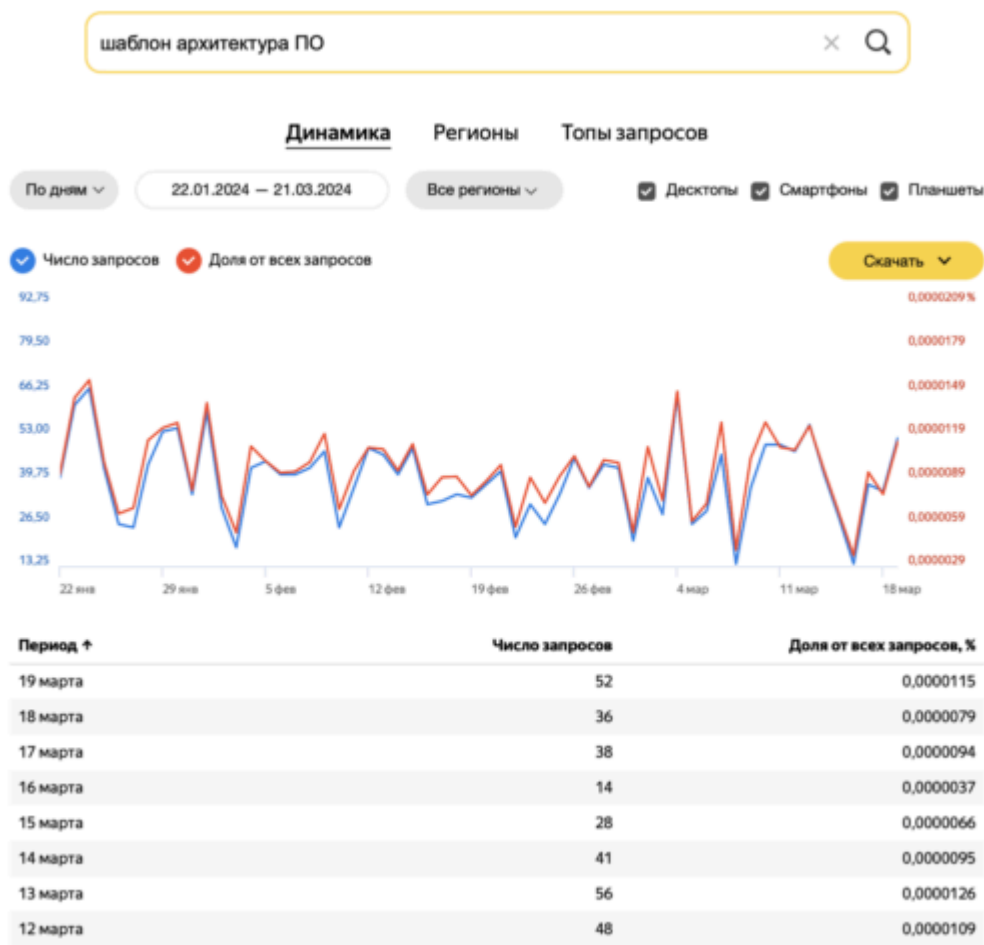 шаблон архитектура ПО
Динамика Регионы Топы запросов
По дням 22.01.2024 — 21.03.2024 Все регионы Десктопы Смартфоны Планшеты
Число запросов Доля от всех запросов Скачать
92,75 0,0000209 %
79,50 0,0000179
66,25 0,0000149
53,00 0,0000119
39,75 0,0000089
26,50 0,0000059
13,25 0,0000029
22 янв 29 янв 5 фев 12 фев 19 фев 26 фев 4 мар 11 мар 18 мар
Период ↑ Число запросов Доля от всех запросов, %
19 марта 52 0,0000115
18 марта 36 0,0000079
17 марта 38 0,0000094
16 марта 14 0,0000037
15 марта 28 0,0000066
14 марта 41 0,0000095
13 марта 56 0,0000126
12 марта 48 0,0000109